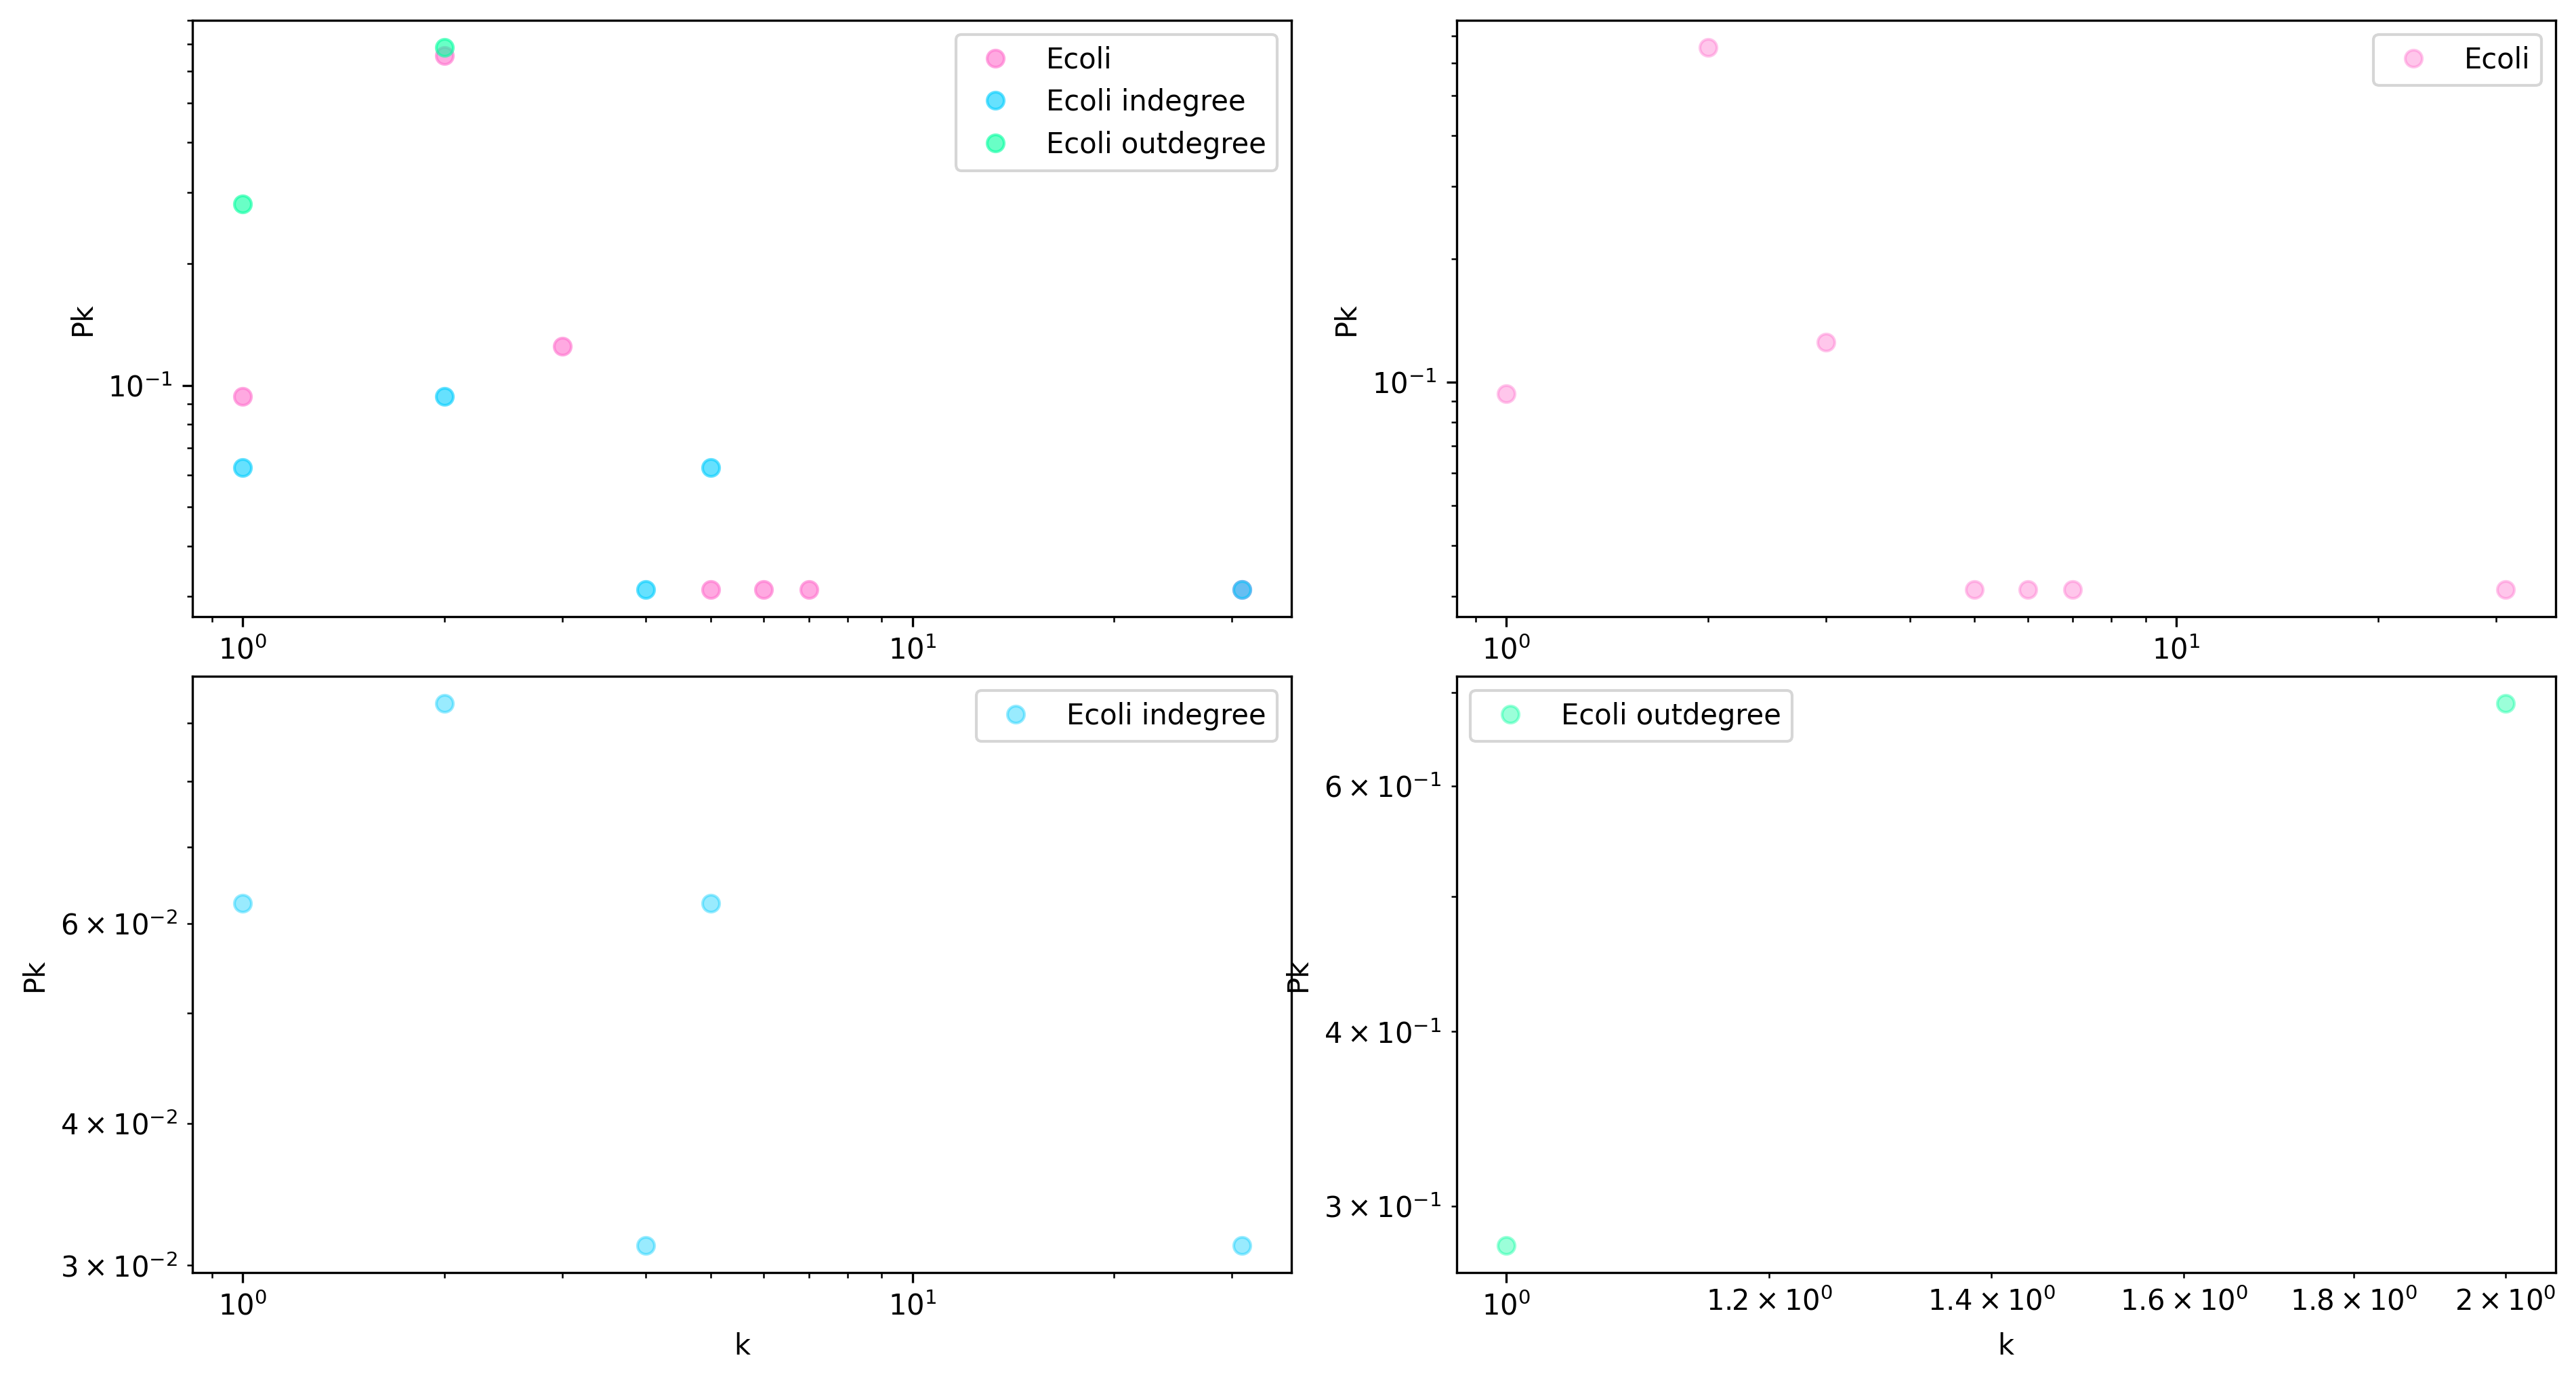 Ecoli
Ecoli indegree
Ecoli outdegree
Pk
10⁻¹
10⁰ 10¹
Ecoli
Pk
10⁻¹
10⁰ 10¹
Ecoli indegree
Pk
6 × 10⁻²
4 × 10⁻²
3 × 10⁻²
10⁰ 10¹
k
Ecoli outdegree
Pk
6 × 10⁻¹
4 × 10⁻¹
3 × 10⁻¹
10⁰ 1.2 × 10⁰ 1.4 × 10⁰ 1.6 × 10⁰ 1.8 × 10⁰ 2 × 10⁰
k